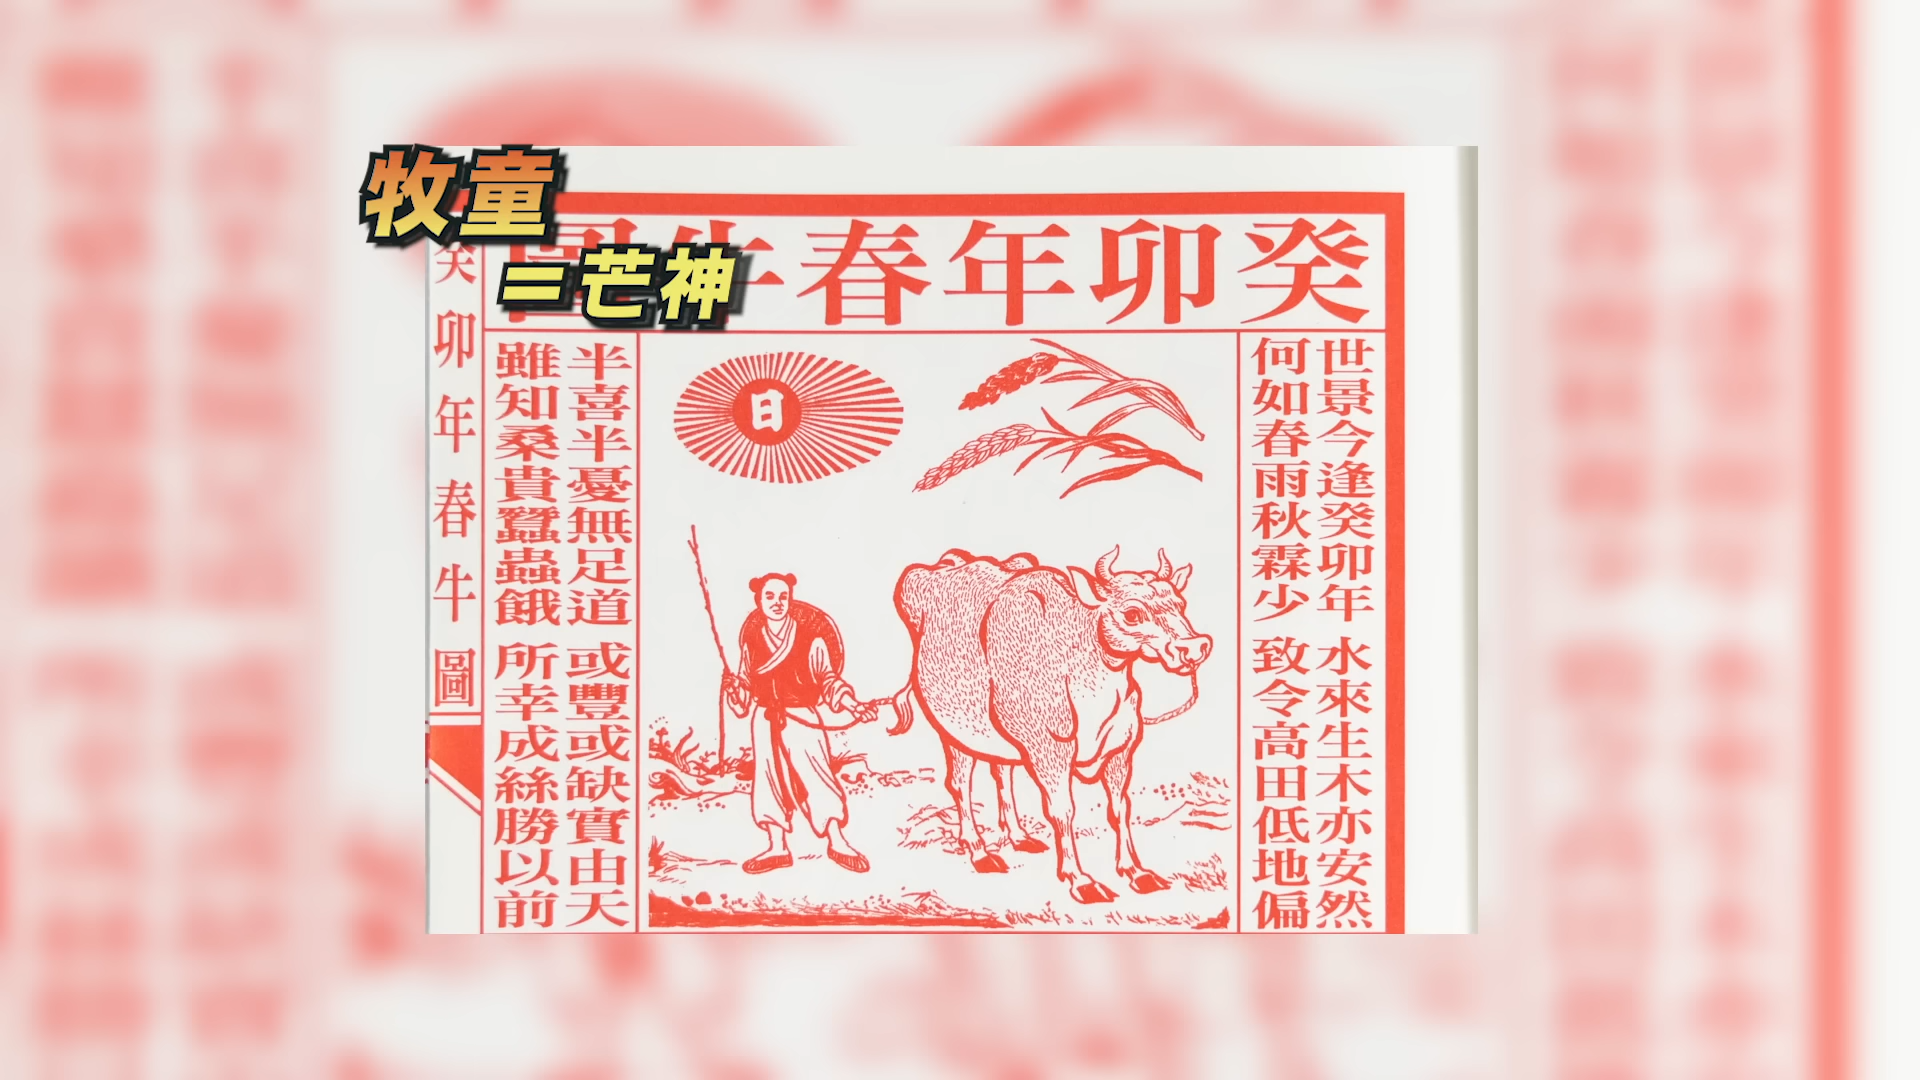 牧童
=芒神
癸卯年春牛圖
世景今逢癸卯年 水來生木亦安然
何如春雨秋霖少 致令高田低地偏
日
半喜半憂無足道 或豐或缺實由天
雖知桑貴蠶蟲餓 所幸成絲勝以前
癸卯年春牛圖